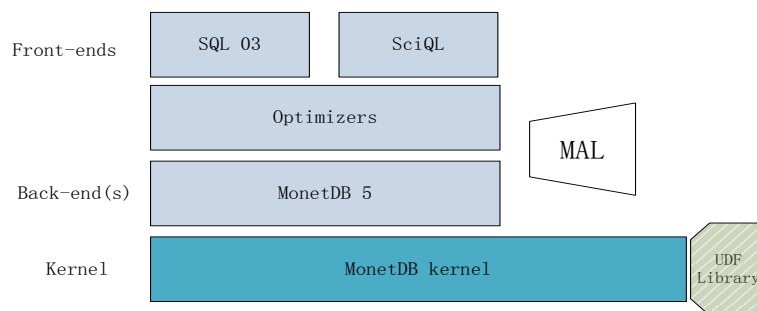 Front-ends
SQL 03
SciQL
Optimizers
MAL
Back-end(s)
MonetDB 5
Kernel
MonetDB kernel
UDF
Library